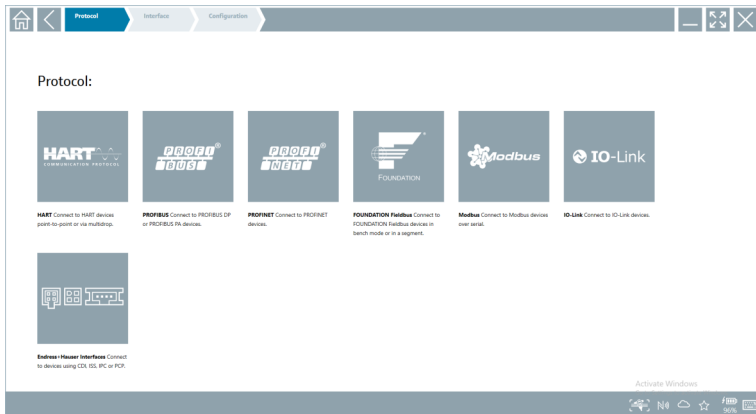 Protocol
Interface
Configuration
Protocol:
HART
COMMUNICATION PROTOCOL
PROFI®
BUS
PROFI®
NET
FOUNDATION
Modbus
IO-Link
HART Connect to HART devices
point-to-point or via multidrop.
PROFIBUS Connect to PROFIBUS DP
or PROFIBUS PA devices.
PROFINET Connect to PROFINET
devices.
FOUNDATION Fieldbus Connect to
FOUNDATION Fieldbus devices in
bench mode or in a segment.
Modbus Connect to Modbus devices
over serial.
IO-Link Connect to IO-Link devices.
Endress+Hauser Interfaces Connect
to devices using CDI, ISS, IPC or PCP.
Activate Windows
96%